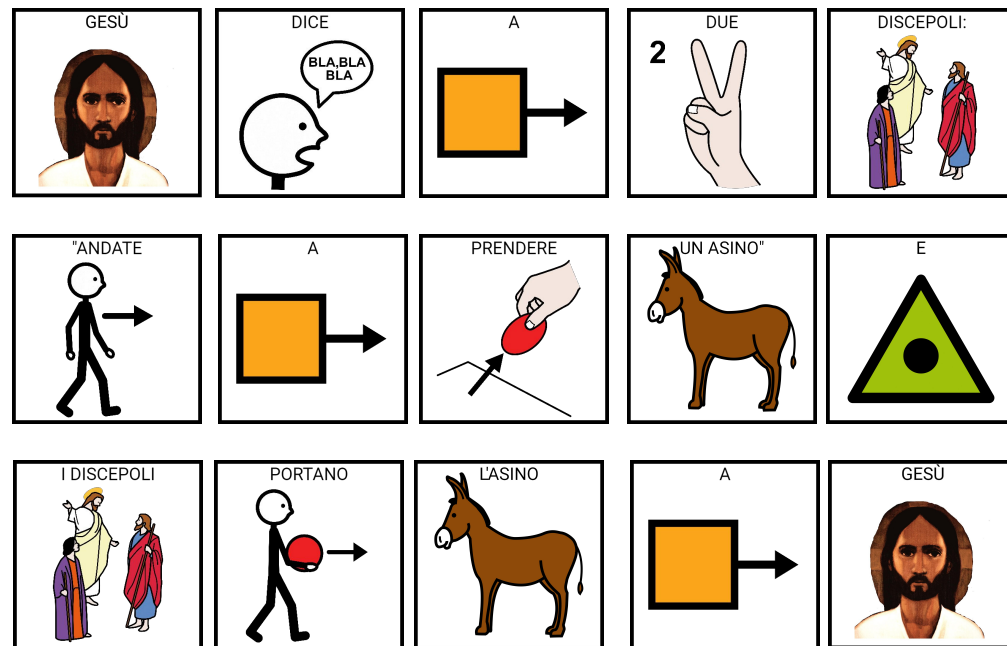 GESÙ DICE A DUE DISCEPOLI:
BLA,BLA
BLA
2
"ANDATE A PRENDERE UN ASINO" E
I DISCEPOLI PORTANO L'ASINO A GESÙ